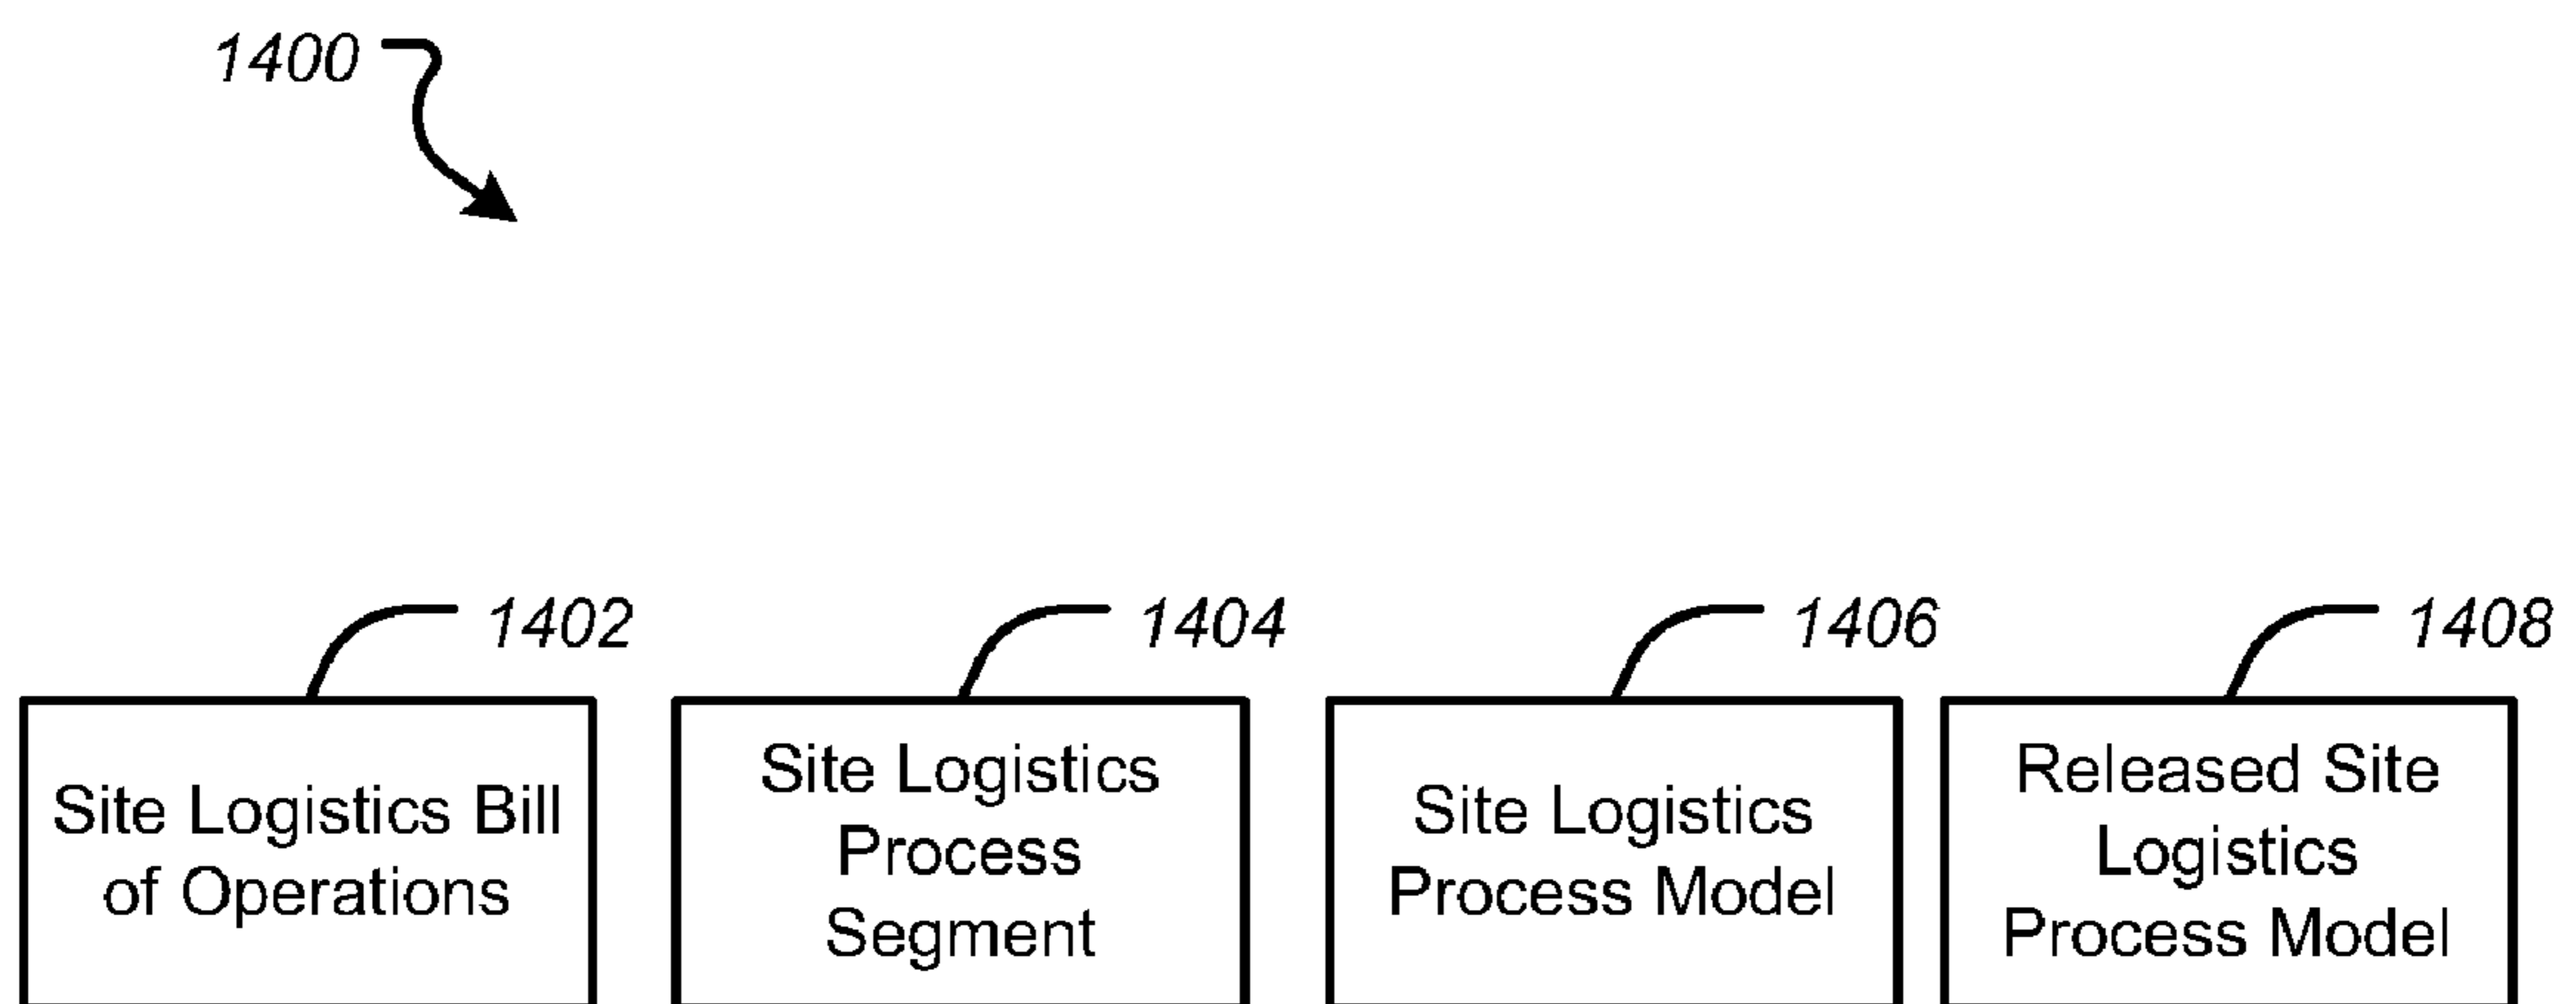 1400
1402
1404
1406
1408
Site Logistics Bill
of Operations
Site Logistics
Process
Segment
Site Logistics
Process Model
Released Site
Logistics
Process Model